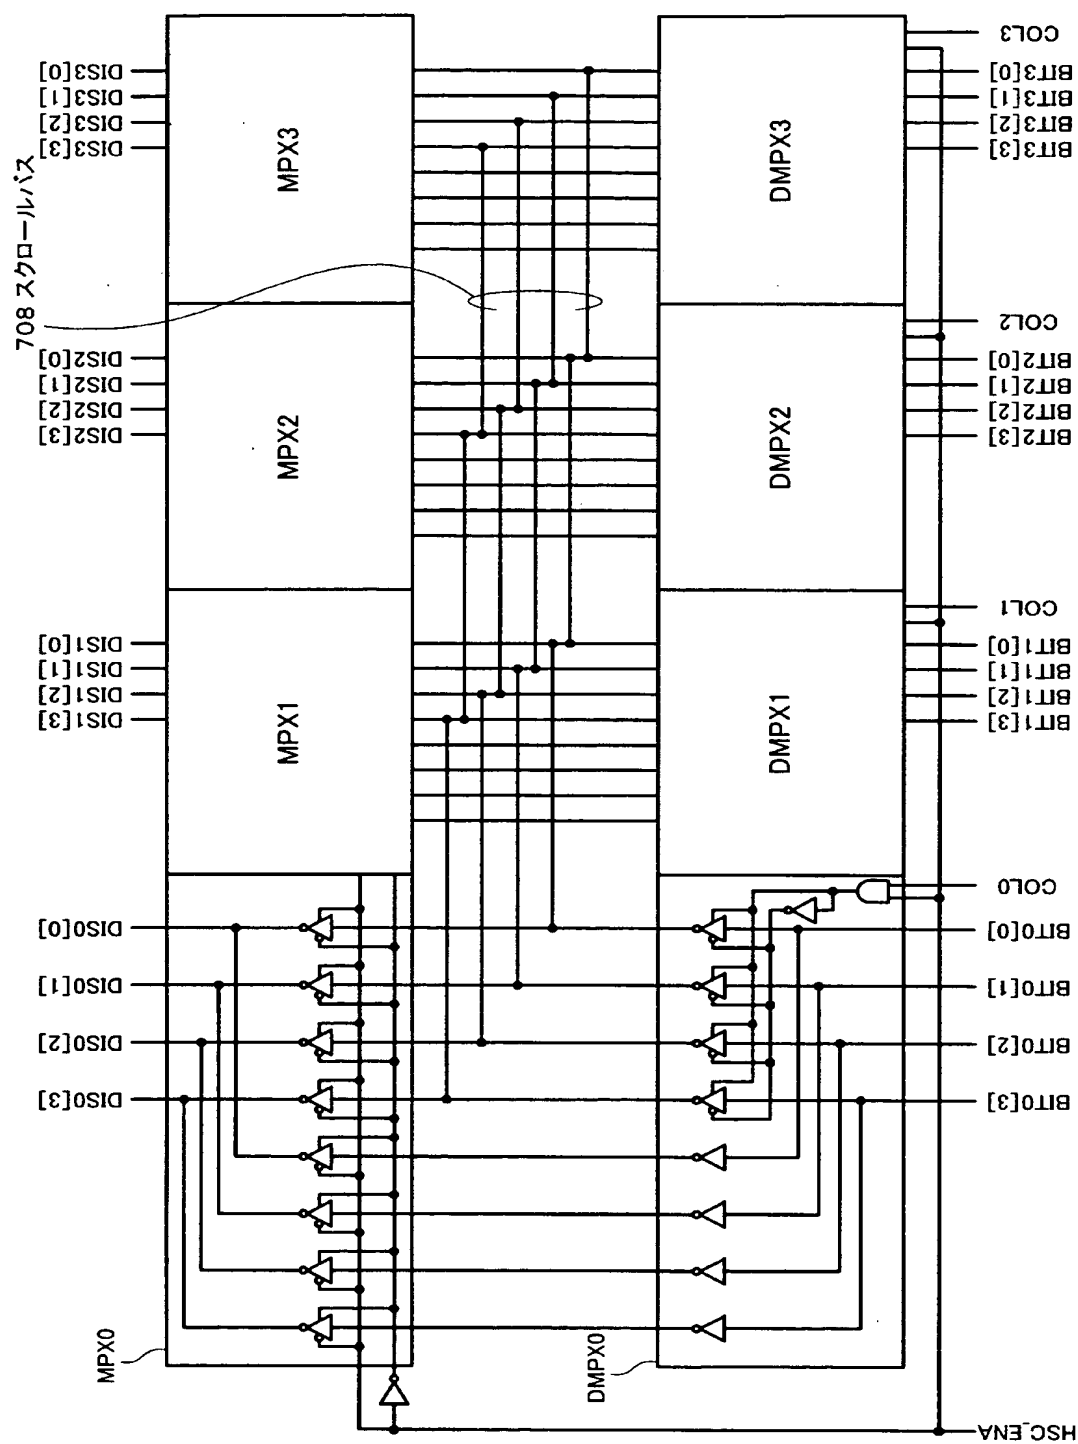 COL3
DIS3[0]
BIT3[0]
DIS3[1]
BIT3[1]
DIS3[2]
BIT3[2]
DIS3[3]
BIT3[3]
MPX3
DMPX3
708 スクロールバス
COL2
DIS2[0]
BIT2[0]
DIS2[1]
BIT2[1]
DIS2[2]
BIT2[2]
DIS2[3]
BIT2[3]
MPX2
DMPX2
COL1
DIS1[0]
BIT1[0]
DIS1[1]
BIT1[1]
DIS1[2]
BIT1[2]
DIS1[3]
BIT1[3]
MPX1
DMPX1
COL0
DIS0[0]
BIT0[0]
DIS0[1]
BIT0[1]
DIS0[2]
BIT0[2]
DIS0[3]
BIT0[3]
MPX0
DMPX0
HSC_ENA